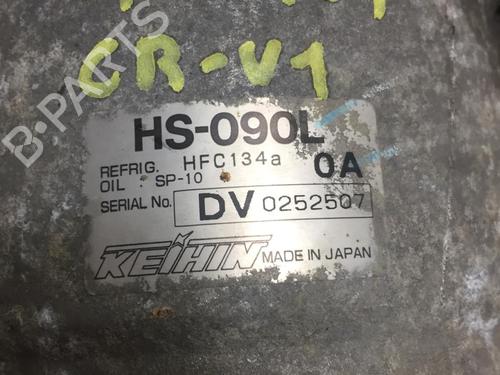 CR-V1
B-PARTS
HS-090L
REFRIG. HFC134a 0A
OIL SP-10
SERIAL No. DV 0252507
KEIHIN MADE IN JAPAN